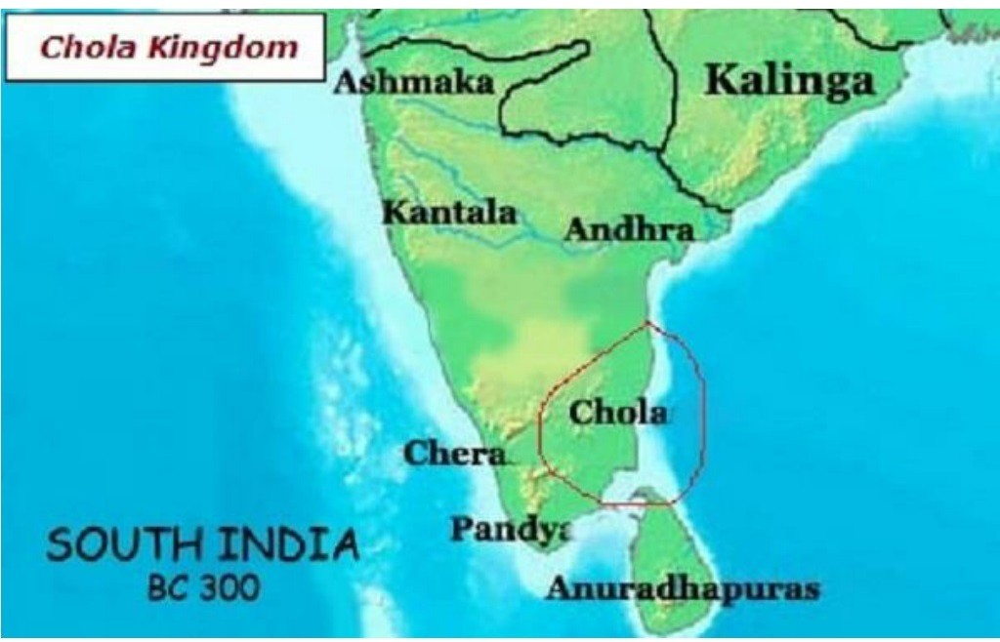 Chola Kingdom
Ashmaka
Kalinga
Kantala
Andhra
Chola
Chera
Pandya
SOUTH INDIA
BC 300
Anuradhapuras